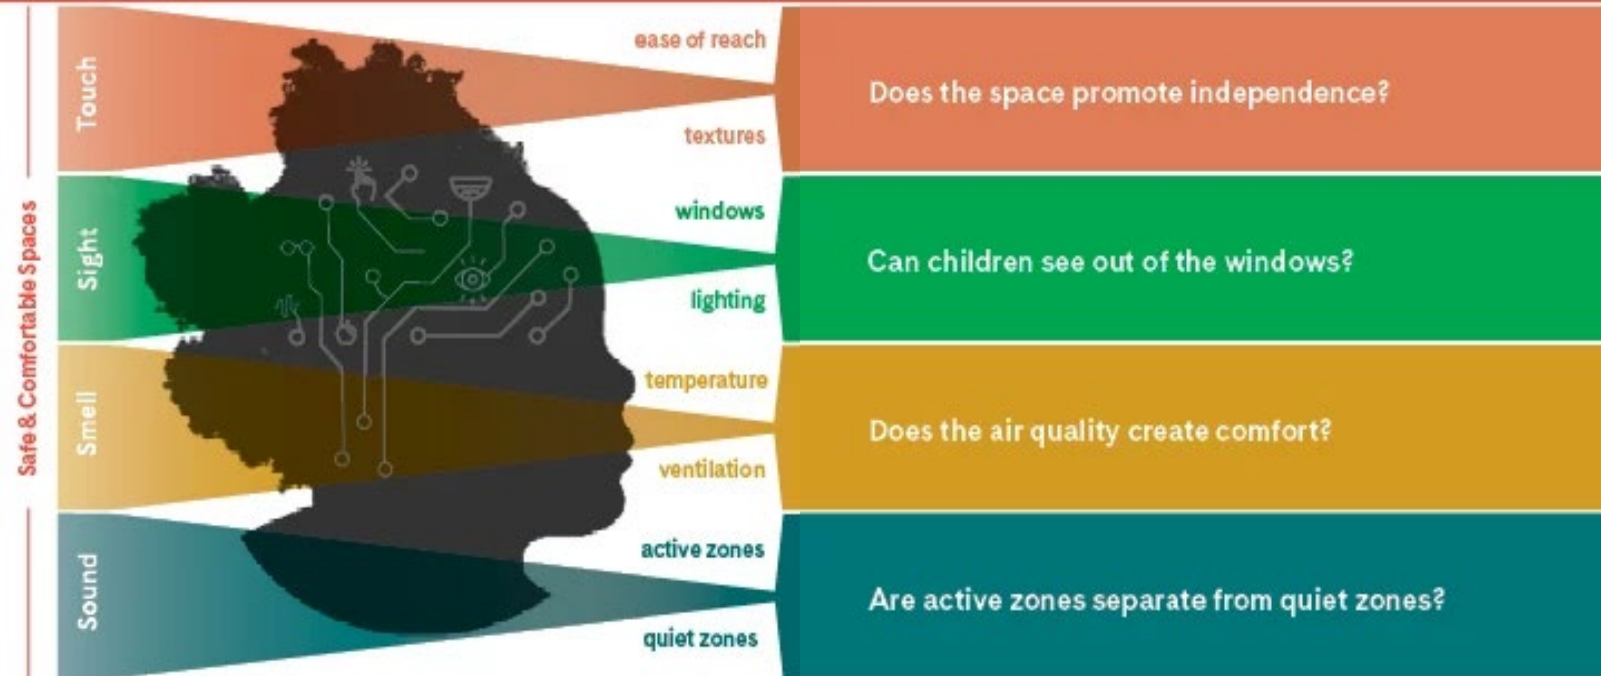 Safe & Comfortable Spaces
Touch
ease of reach
textures
Does the space promote independence?
Sight
windows
lighting
Can children see out of the windows?
Smell
temperature
ventilation
Does the air quality create comfort?
Sound
active zones
quiet zones
Are active zones separate from quiet zones?